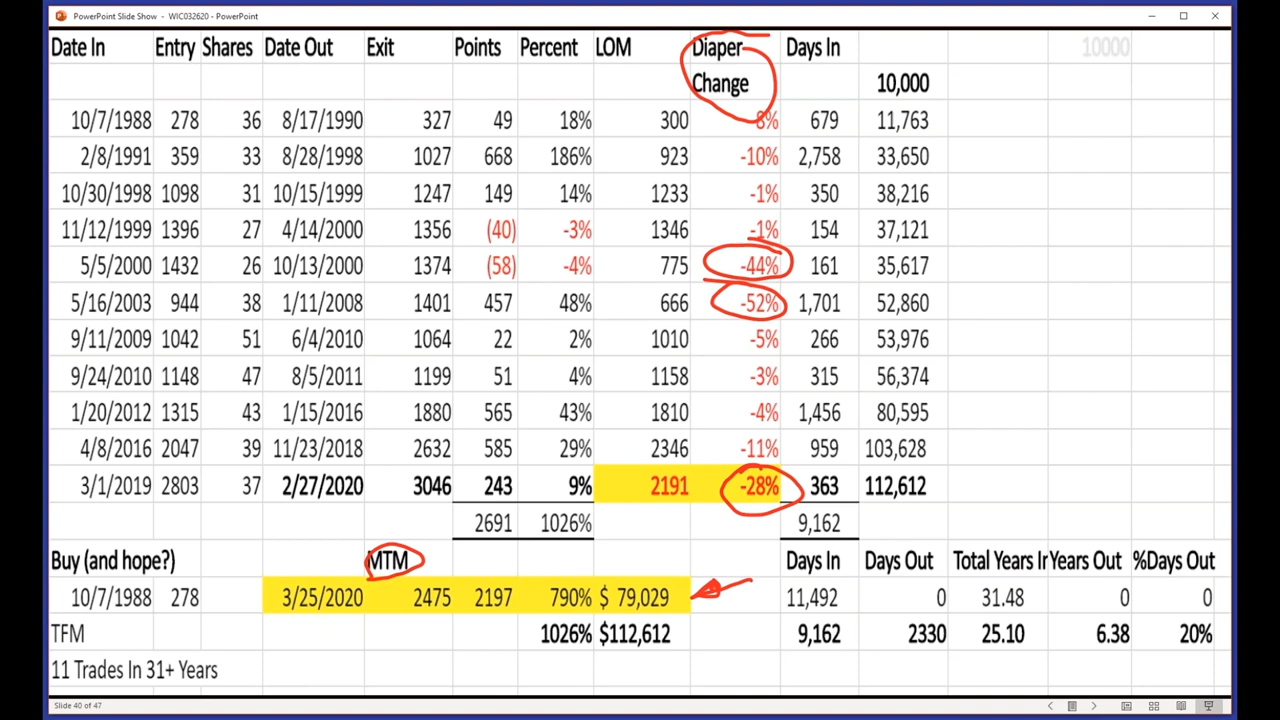 PowerPoint Slide Show - WIC032620 - PowerPoint
Date In Entry Shares Date Out Exit Points Percent LOM Diaper Days In 10000
Change 10,000
10/7/1988 278 36 8/17/1990 327 49 18% 300 8% 679 11,763
2/8/1991 359 33 8/28/1998 1027 668 186% 923 -10% 2,758 33,650
10/30/1998 1098 31 10/15/1999 1247 149 14% 1233 -1% 350 38,216
11/12/1999 1396 27 4/14/2000 1356 (40) -3% 1346 -1% 154 37,121
5/5/2000 1432 26 10/13/2000 1374 (58) -4% 775 -44% 161 35,617
5/16/2003 944 38 1/11/2008 1401 457 48% 666 -52% 1,701 52,860
9/11/2009 1042 51 6/4/2010 1064 22 2% 1010 -5% 266 53,976
9/24/2010 1148 47 8/5/2011 1199 51 4% 1158 -3% 315 56,374
1/20/2012 1315 43 1/15/2016 1880 565 43% 1810 -4% 1,456 80,595
4/8/2016 2047 39 11/23/2018 2632 585 29% 2346 -11% 959 103,628
3/1/2019 2803 37 2/27/2020 3046 243 9% 2191 -28% 363 112,612
2691 1026% 9,162
Buy (and hope?) MTM Days In Days Out Total Years Ir Years Out %Days Out
10/7/1988 278 3/25/2020 2475 2197 790% $ 79,029 11,492 0 31.48 0 0
TFM 1026% $112,612 9,162 2330 25.10 6.38 20%
11 Trades In 31+ Years
Slide 40 of 47